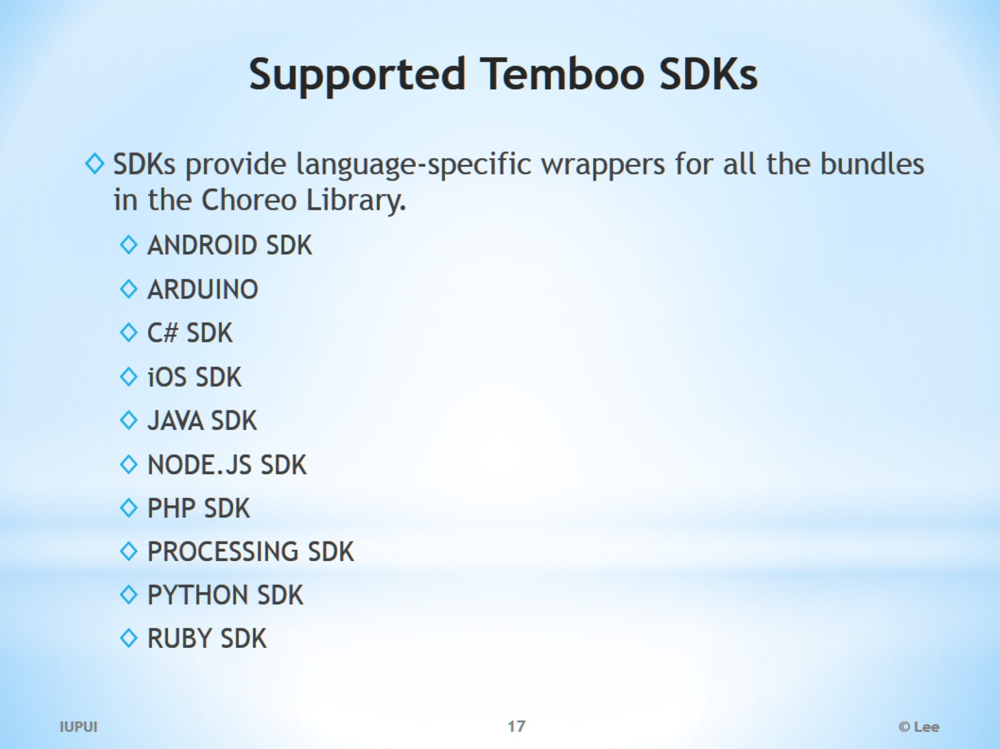 Supported Temboo SDKs
SDKs provide language-specific wrappers for all the bundles
in the Choreo Library.
ANDROID SDK
ARDUINO
C# SDK
iOS SDK
JAVA SDK
NODE.JS SDK
PHP SDK
PROCESSING SDK
PYTHON SDK
RUBY SDK
IUPUI 17 © Lee